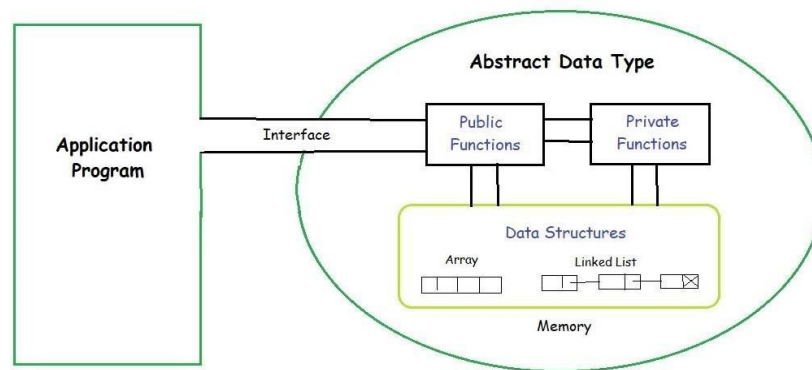 Abstract Data Type
Application
Program
Interface
Public
Functions
Private
Functions
Data Structures
Array
Linked List
Memory